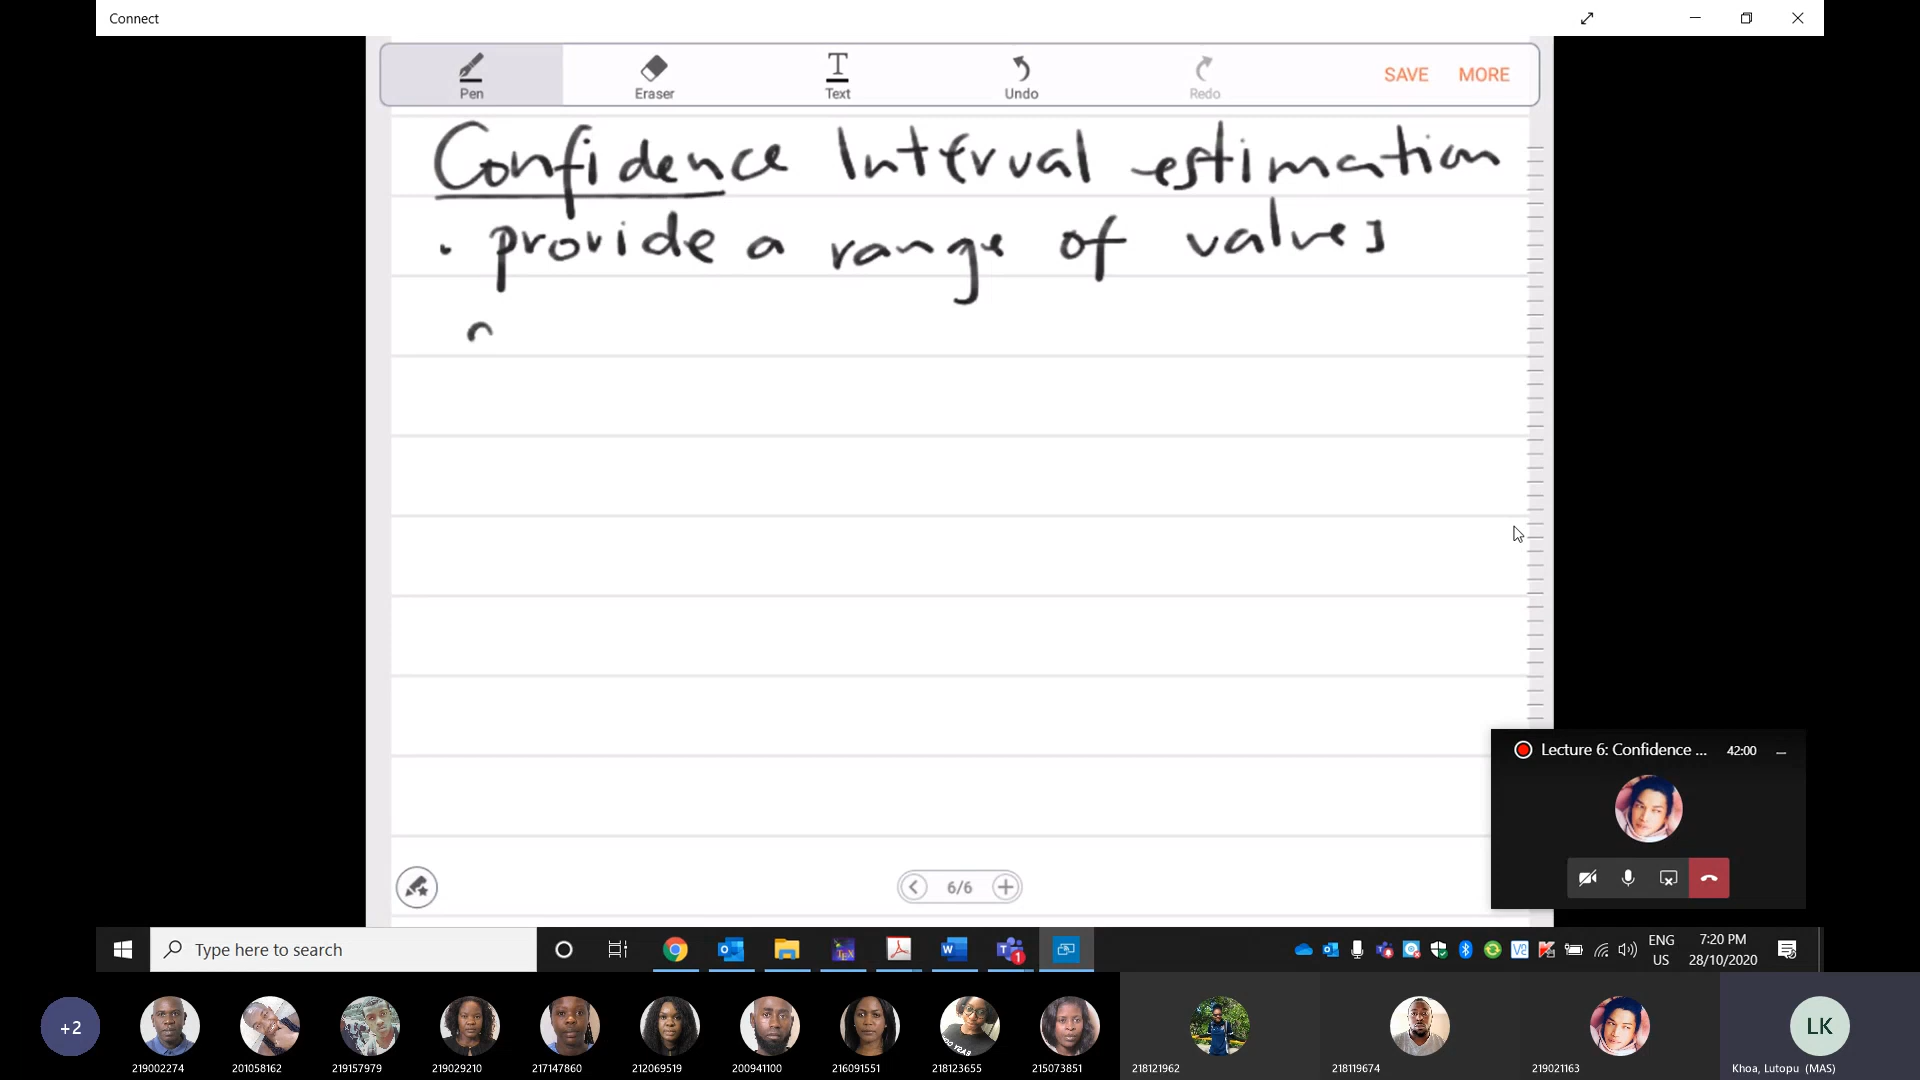 Connect
Pen
Eraser
T
Text
Undo
Redo
SAVE
MORE
Confidence Interval estimation
. provide a range of values
6/6
Lecture 6: Confidence ...
42:00
Type here to search
ENG
US
7:20 PM
28/10/2020
+2
219002274
201058162
219157979
219029210
217147860
212069519
200941100
216091551
218123655
215073851
218121962
218119674
219021163
LK
Khoa, Lutopu (MAS)